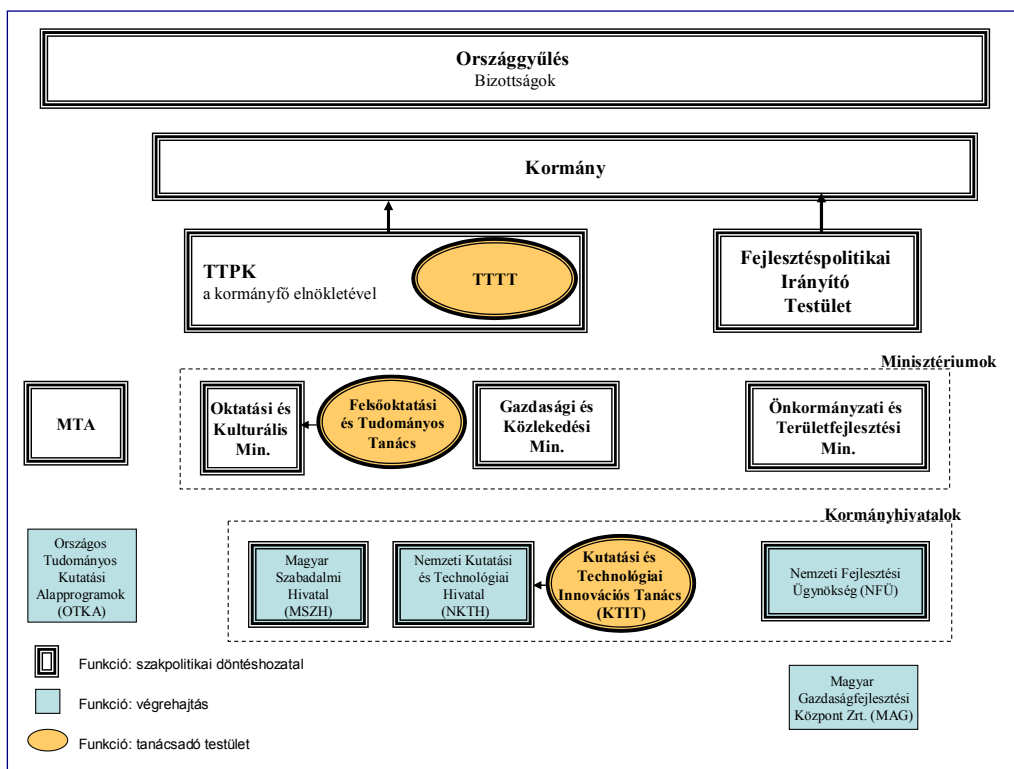 Országgyűlés
Bizottságok
Kormány
TTPK
a kormányfő elnökletével
TTTT
Fejlesztéspolitikai
Irányító
Testület
Minisztériumok
MTA
Oktatási és
Kulturális
Min.
Felsőoktatási
és Tudományos
Tanács
Gazdasági és
Közlekedési
Min.
Önkormányzati és
Területfejlesztési
Min.
Kormányhivatalok
Országos
Tudományos
Kutatási
Alapprogramok
(OTKA)
Magyar
Szabadalmi
Hivatal
(MSZH)
Nemzeti Kutatási
és Technológiai
Hivatal
(NKTH)
Kutatási és
Technológiai
Innovációs Tanács
(KTIT)
Nemzeti Fejlesztési
Ügynökség (NFÜ)
Funkció: szakpolitikai döntéshozatal
Funkció: végrehajtás
Funkció: tanácsadó testület
Magyar
Gazdaságfejlesztési
Központ Zrt. (MAG)